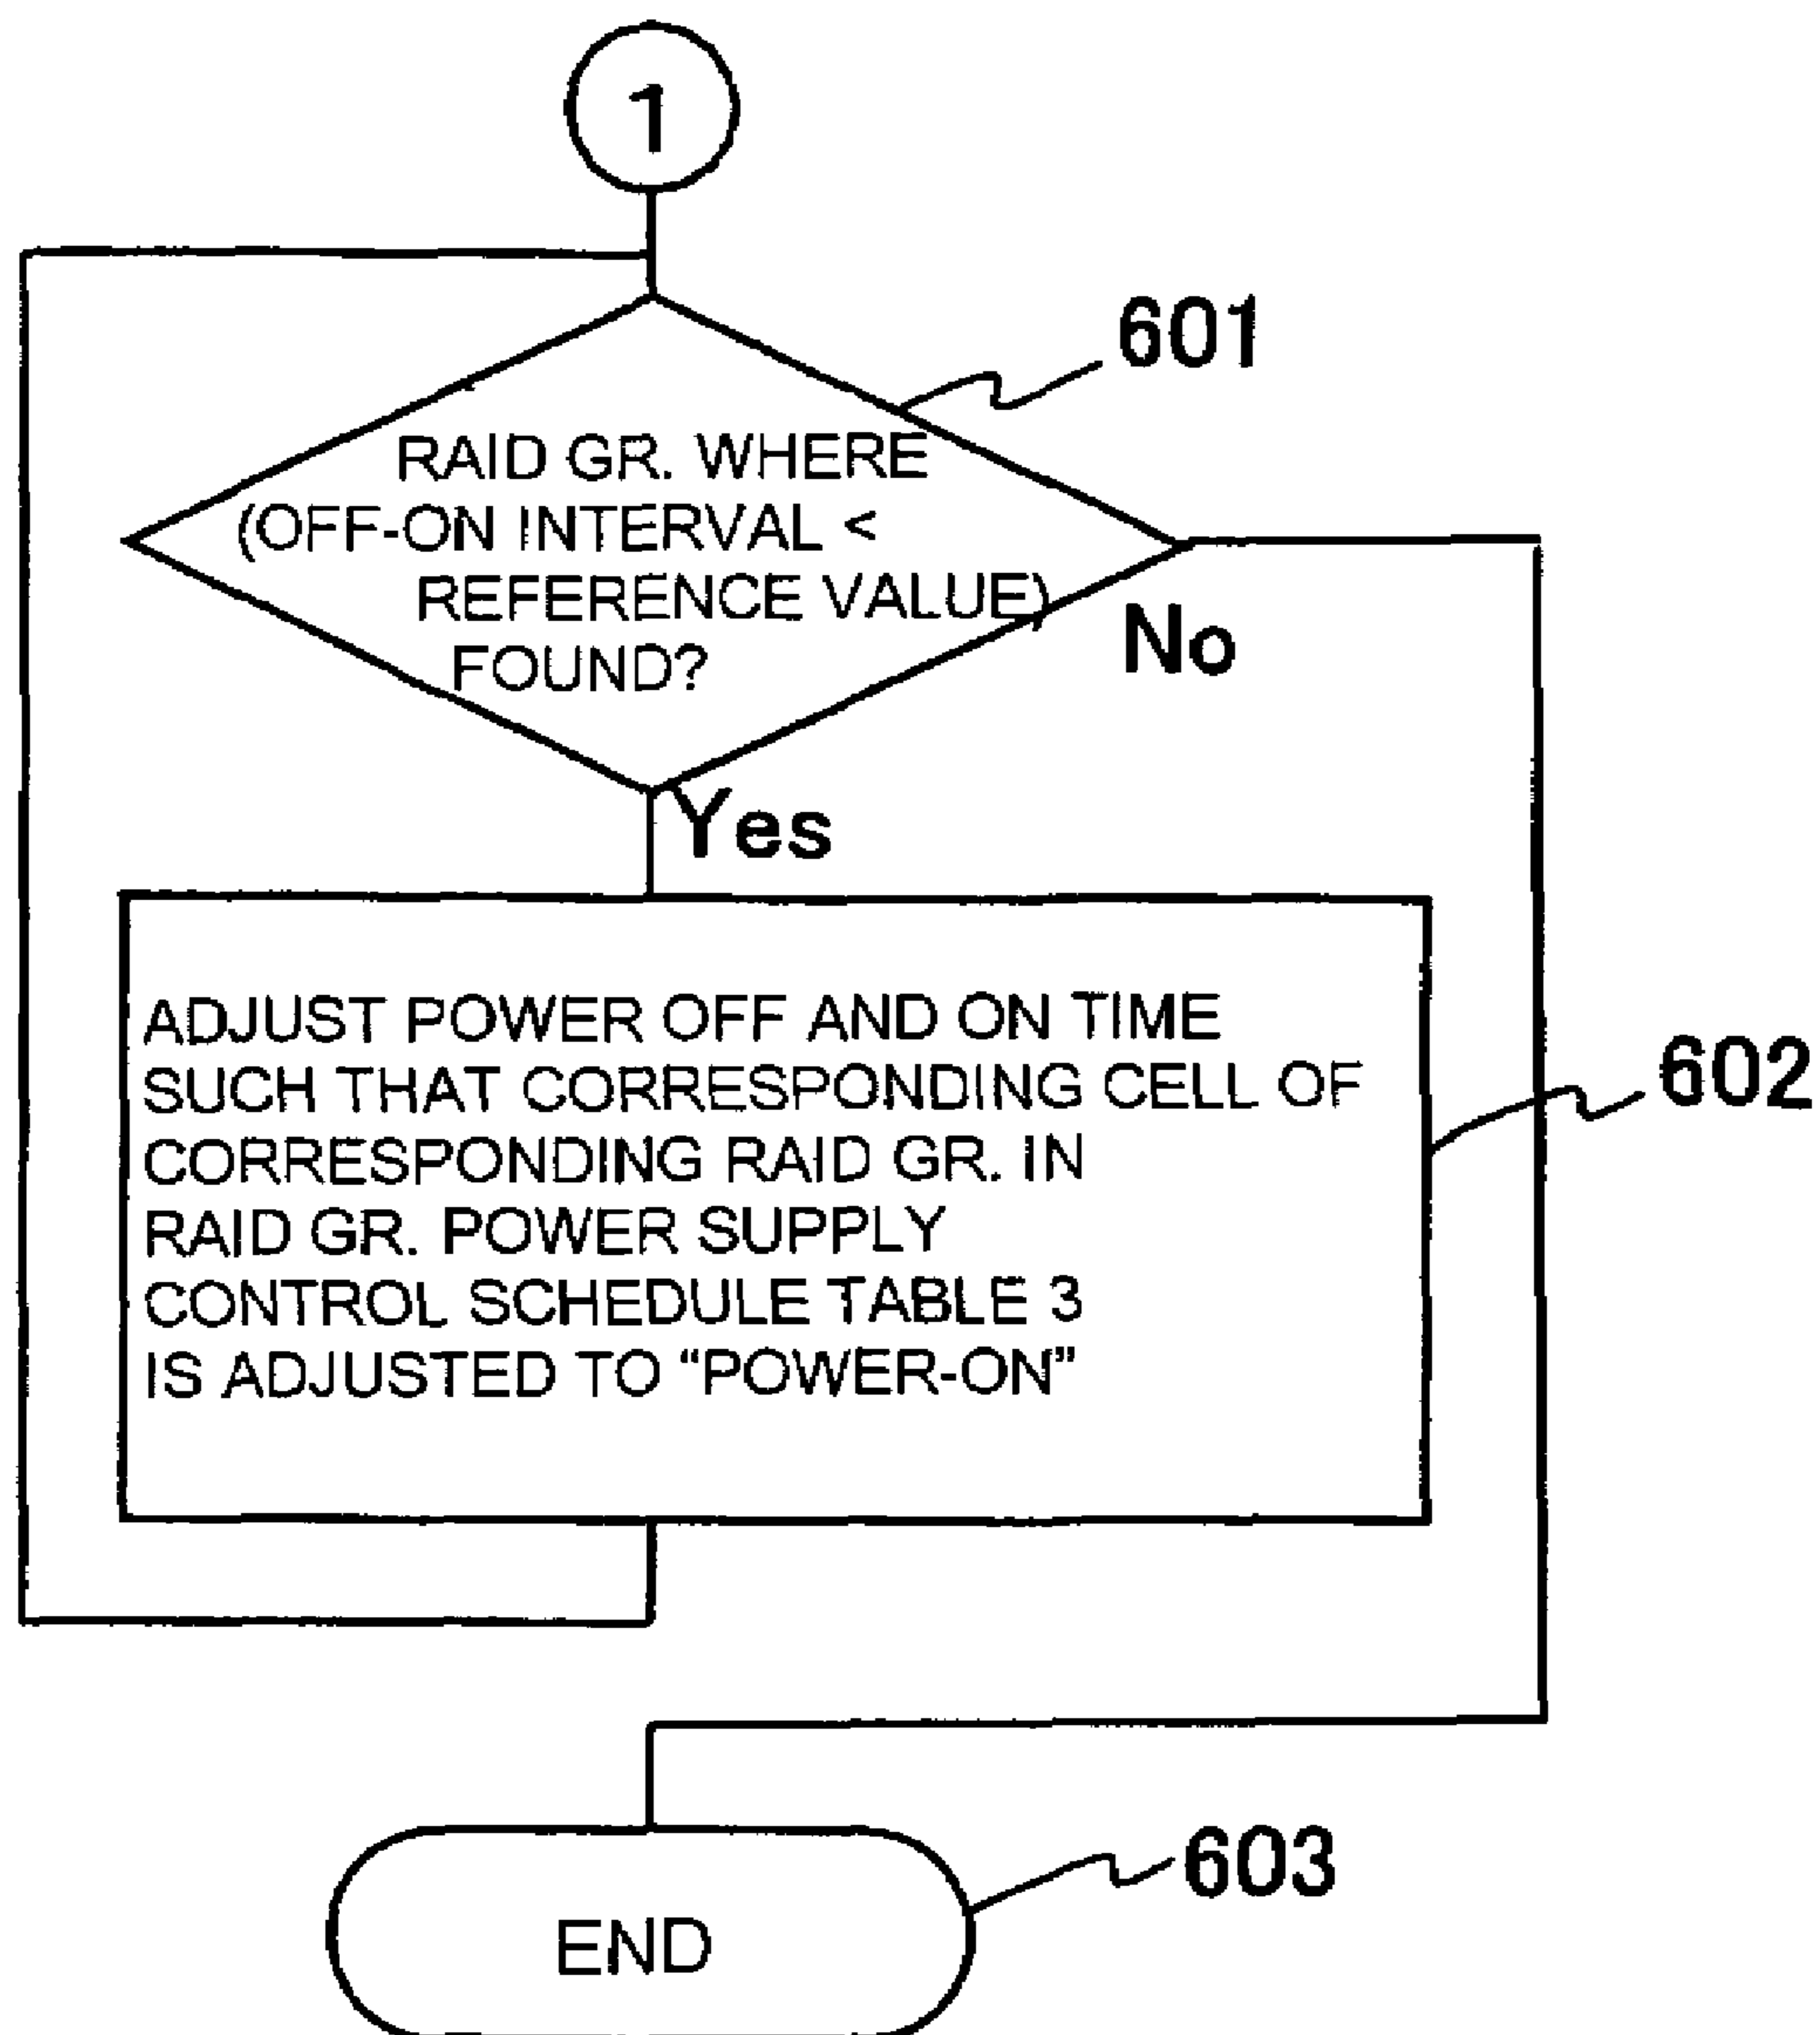 1
601
RAID GR. WHERE
(OFF-ON INTERVAL <
REFERENCE VALUE)
FOUND?
No
Yes
ADJUST POWER OFF AND ON TIME
SUCH THAT CORRESPONDING CELL OF
CORRESPONDING RAID GR. IN
RAID GR. POWER SUPPLY
CONTROL SCHEDULE TABLE 3
IS ADJUSTED TO “POWER-ON”
602
603
END